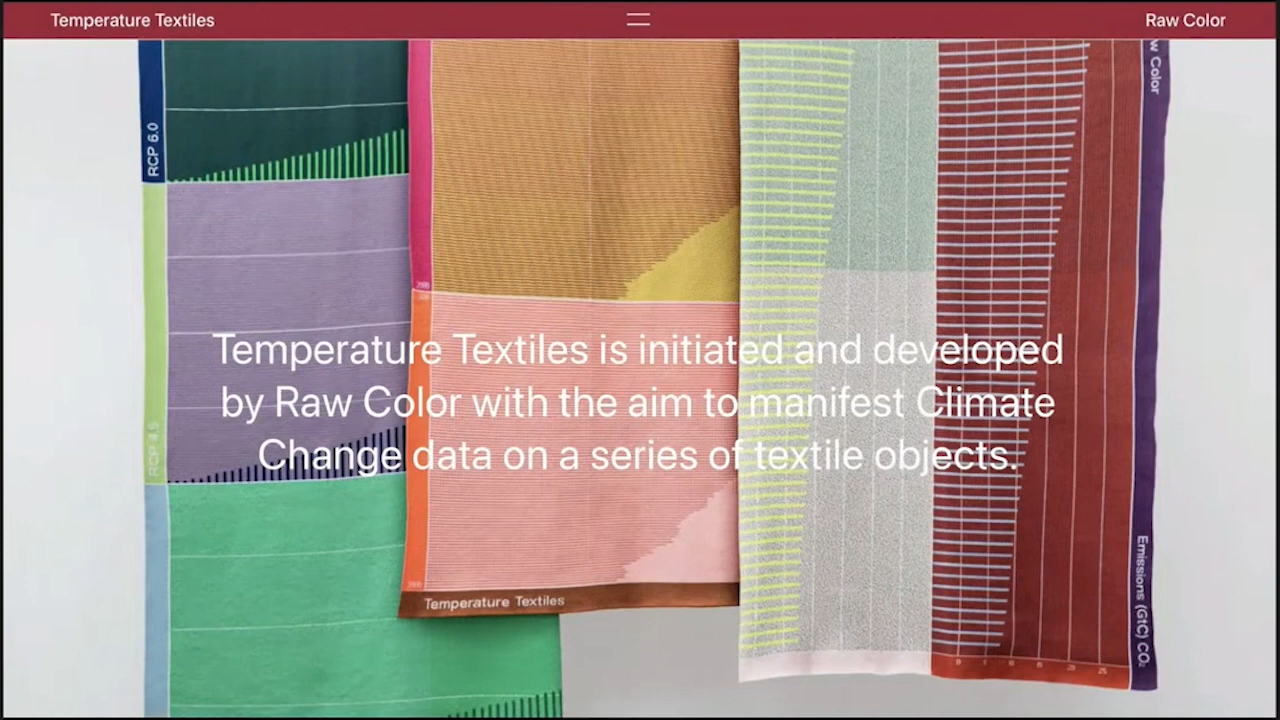 Temperature Textiles
Raw Color
w Color
RCP 6.0
Temperature Textiles is initiated and developed
by Raw Color with the aim to manifest Climate
Change data on a series of textile objects.
RCP 4.5
Temperature Textiles
Emissions (GtC) CO₂